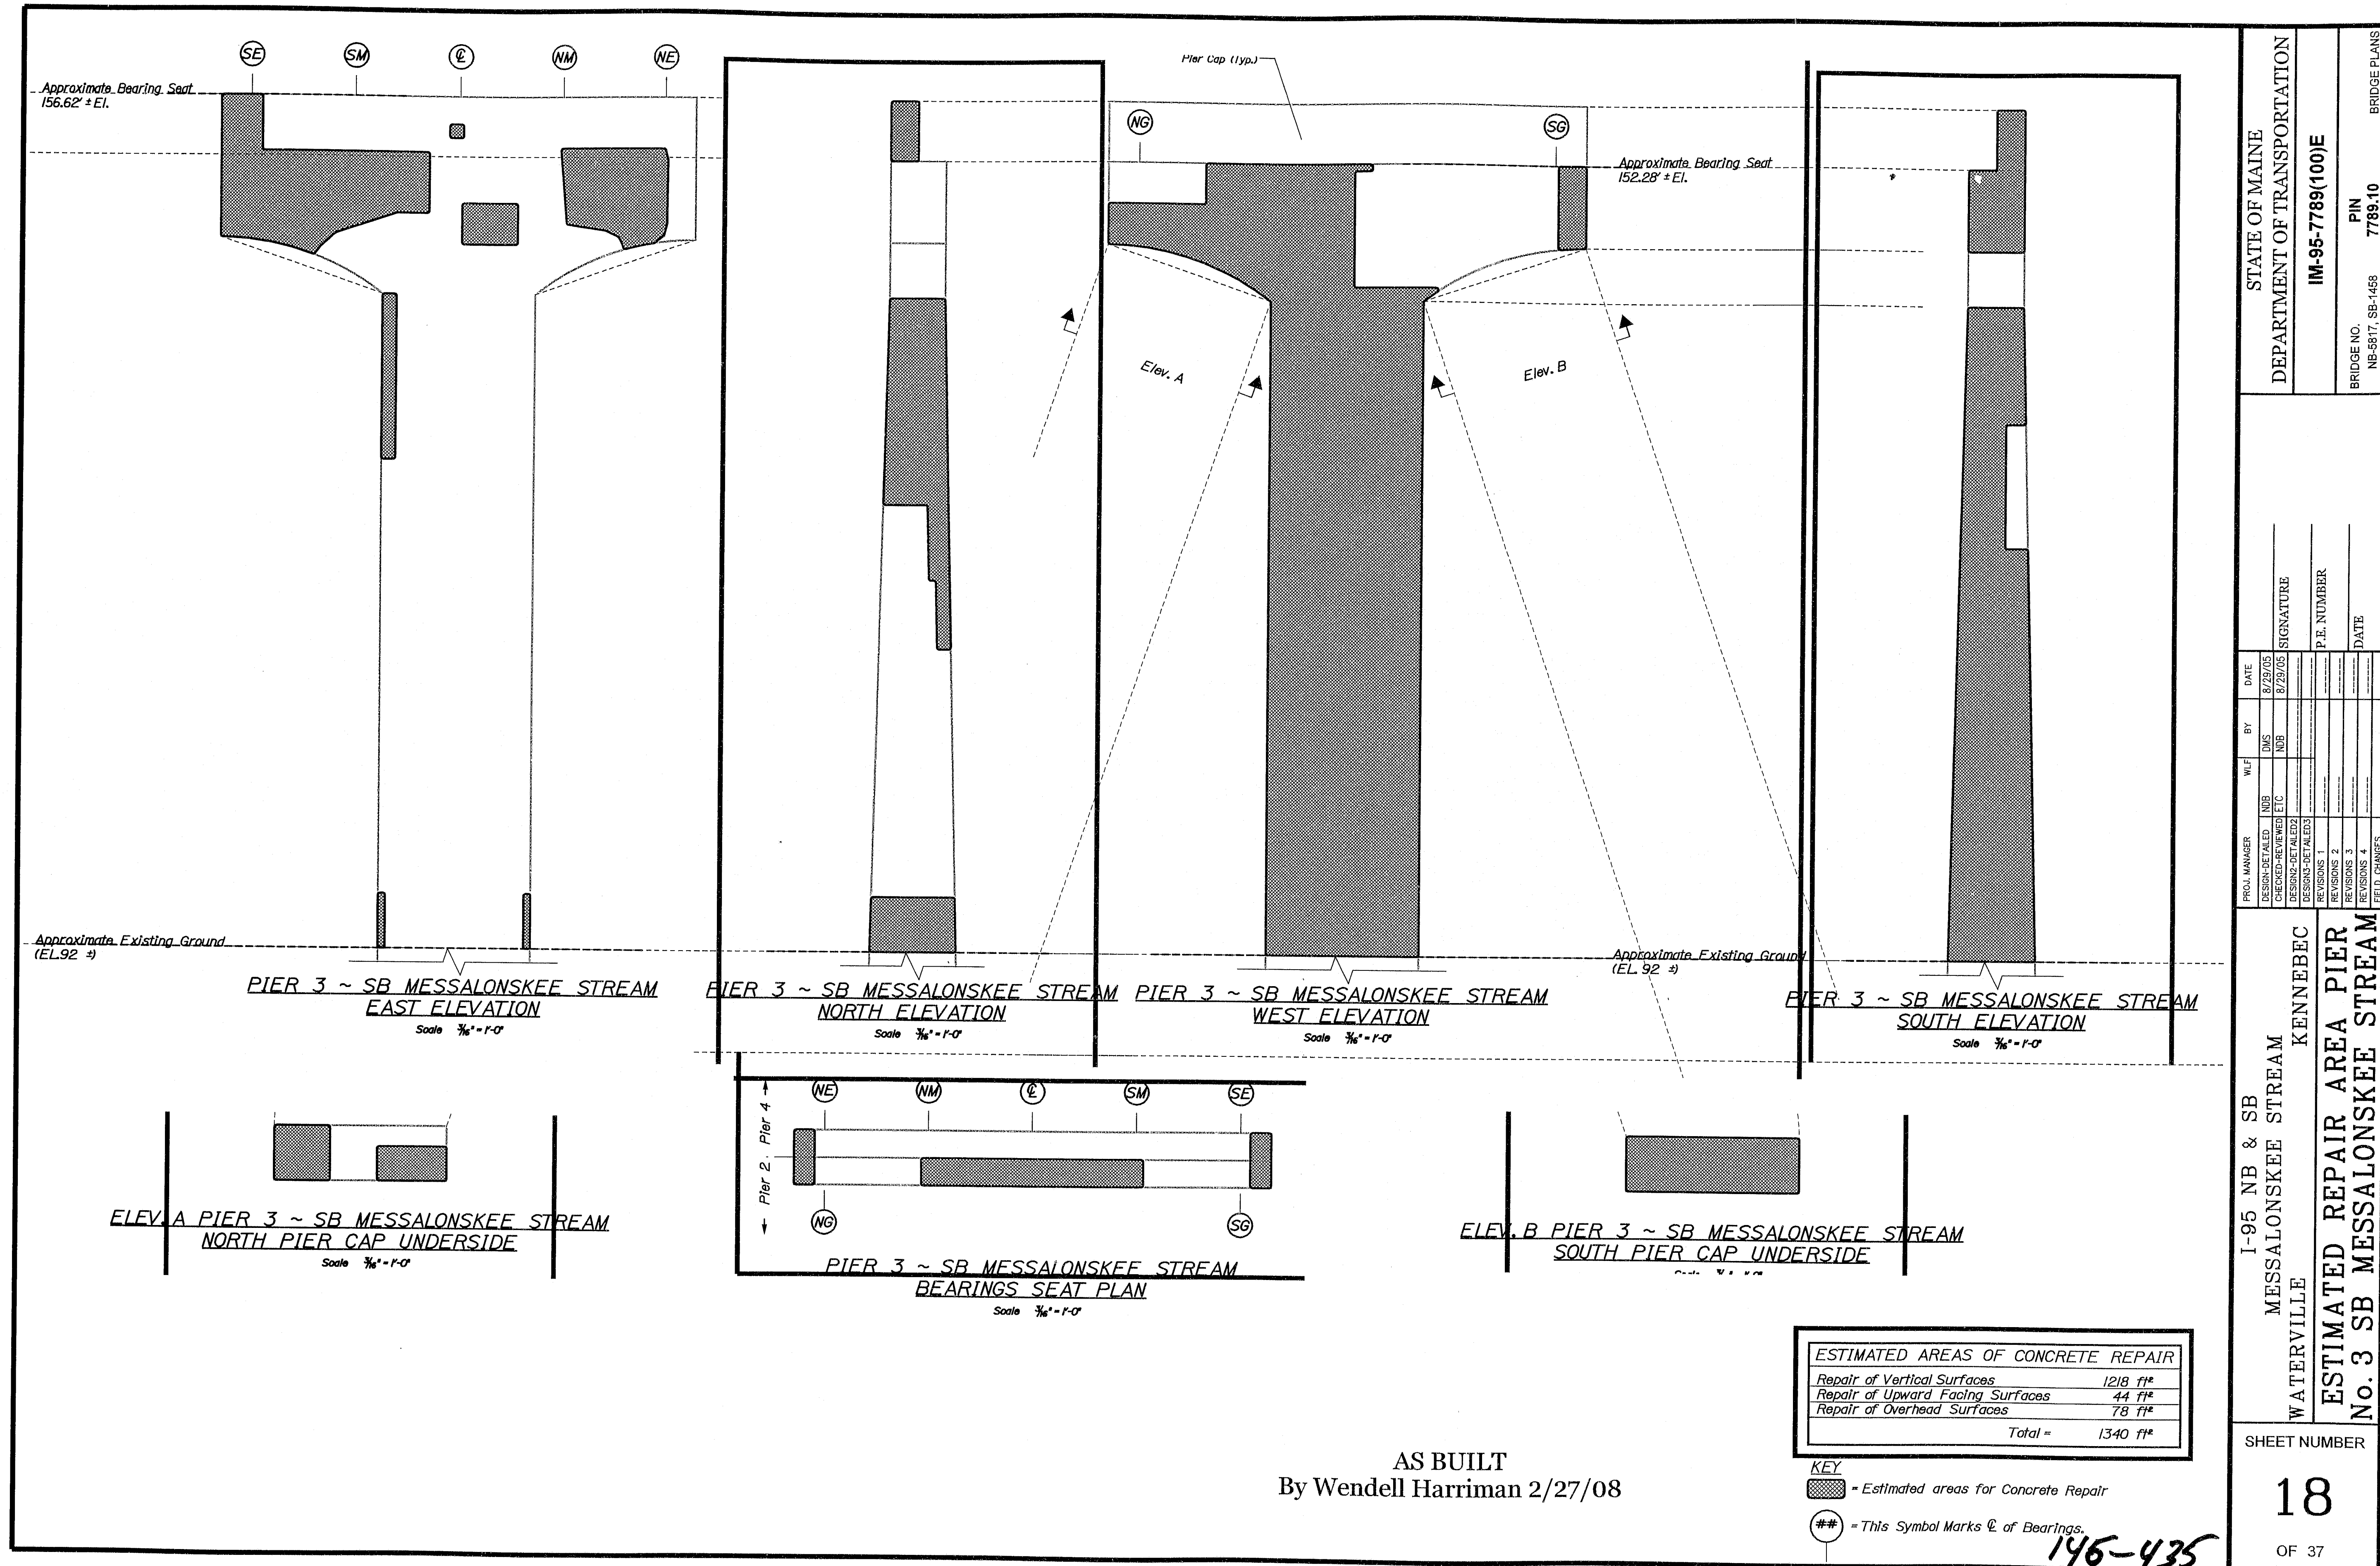 SE SM ℄ NM NE
Approximate Bearing Seat
156.62' ± El.
Pier Cap (Typ.)
NG
SG
Approximate Bearing Seat
152.28' ± El.
Elev. A
Elev. B
Approximate Existing Ground
(EL.92 ±)
Approximate Existing Ground
(EL. 92 ±)
PIER 3 ~ SB MESSALONSKEE STREAM
EAST ELEVATION
Scale 3/16" = 1'-0"
PIER 3 ~ SB MESSALONSKEE STREAM
NORTH ELEVATION
Scale 3/16" = 1'-0"
PIER 3 ~ SB MESSALONSKEE STREAM
WEST ELEVATION
Scale 3/16" = 1'-0"
PIER 3 ~ SB MESSALONSKEE STREAM
SOUTH ELEVATION
Scale 3/16" = 1'-0"
ELEV. A PIER 3 ~ SB MESSALONSKEE STREAM
NORTH PIER CAP UNDERSIDE
Scale 3/16" = 1'-0"
Pier 2 . Pier 4
NE NM ℄ SM SE
NG
SG
PIER 3 ~ SB MESSALONSKEE STREAM
BEARINGS SEAT PLAN
Scale 3/16" = 1'-0"
ELEV. B PIER 3 ~ SB MESSALONSKEE STREAM
SOUTH PIER CAP UNDERSIDE
ESTIMATED AREAS OF CONCRETE REPAIR
Repair of Vertical Surfaces 1218 ft²
Repair of Upward Facing Surfaces 44 ft²
Repair of Overhead Surfaces 78 ft²
Total = 1340 ft²
KEY
= Estimated areas for Concrete Repair
## = This Symbol Marks ℄ of Bearings.
146-435
AS BUILT
By Wendell Harriman 2/27/08
STATE OF MAINE
DEPARTMENT OF TRANSPORTATION
IM-95-7789(100)E
BRIDGE NO.
NB-5817, SB-1458
PIN
7789.10
BRIDGE PLANS
SIGNATURE
P.E. NUMBER
DATE
PROJ. MANAGER WLF BY DATE
DESIGN-DETAILED NDB DMS 8/29/05
CHECKED-REVIEWED ETC NDB 8/29/05
DESIGN2-DETAILED2
DESIGN3-DETAILED3
REVISIONS 1
REVISIONS 2
REVISIONS 3
REVISIONS 4
FIELD CHANGES
I-95 NB & SB
MESSALONSKEE STREAM
WATERVILLE KENNEBEC
ESTIMATED REPAIR AREA PIER
No. 3 SB MESSALONSKEE STREAM
SHEET NUMBER
18
OF 37